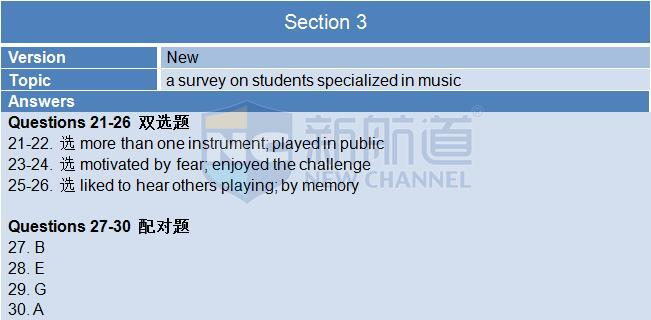 Section 3
Version New
Topic a survey on students specialized in music
Answers
Questions 21-26 双选题
21-22. 选 more than one instrument; played in public
23-24. 选 motivated by fear; enjoyed the challenge
25-26. 选 liked to hear others playing; by memory
Questions 27-30 配对题
27. B
28. E
29. G
30. A
新航道®
NEW CHANNEL